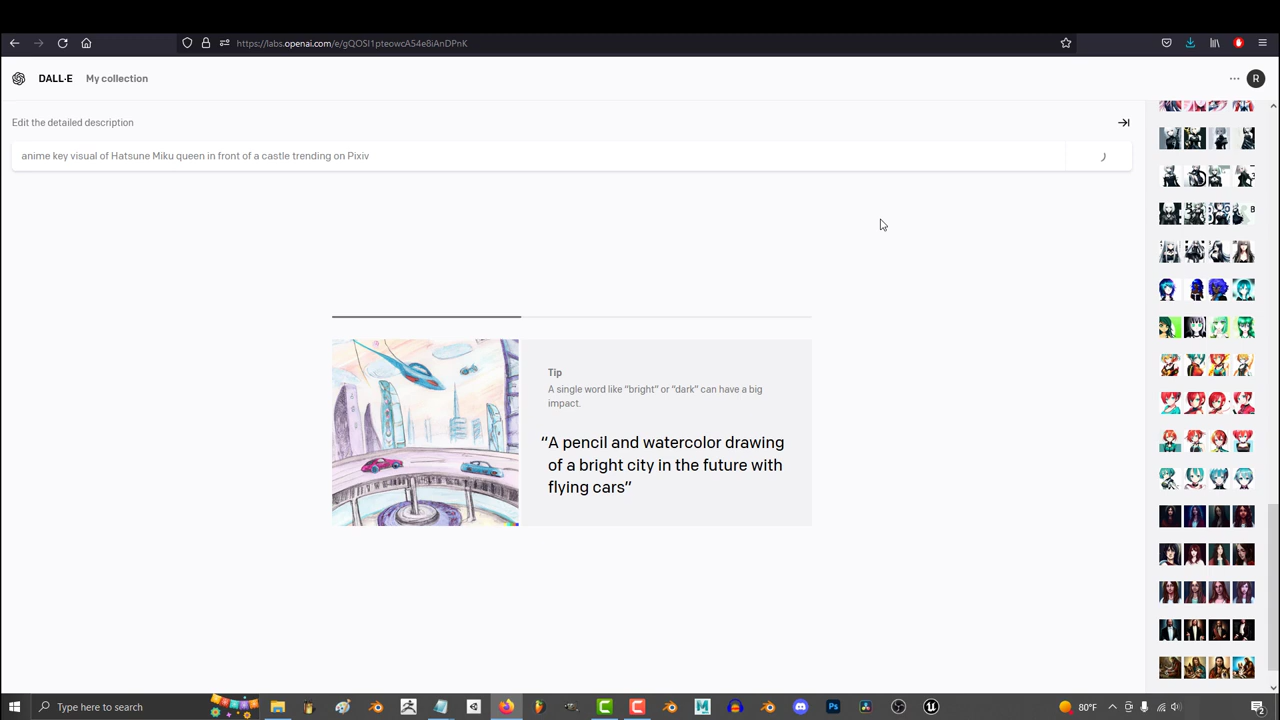 https://labs.openai.com/e/gQOSI1pteowcA54e8iAnDPnK
DALL·E My collection
R
Edit the detailed description
anime key visual of Hatsune Miku queen in front of a castle trending on Pixiv
Tip
A single word like "bright" or "dark" can have a big
impact.
“A pencil and watercolor drawing
of a bright city in the future with
flying cars”
Type here to search
80°F
2